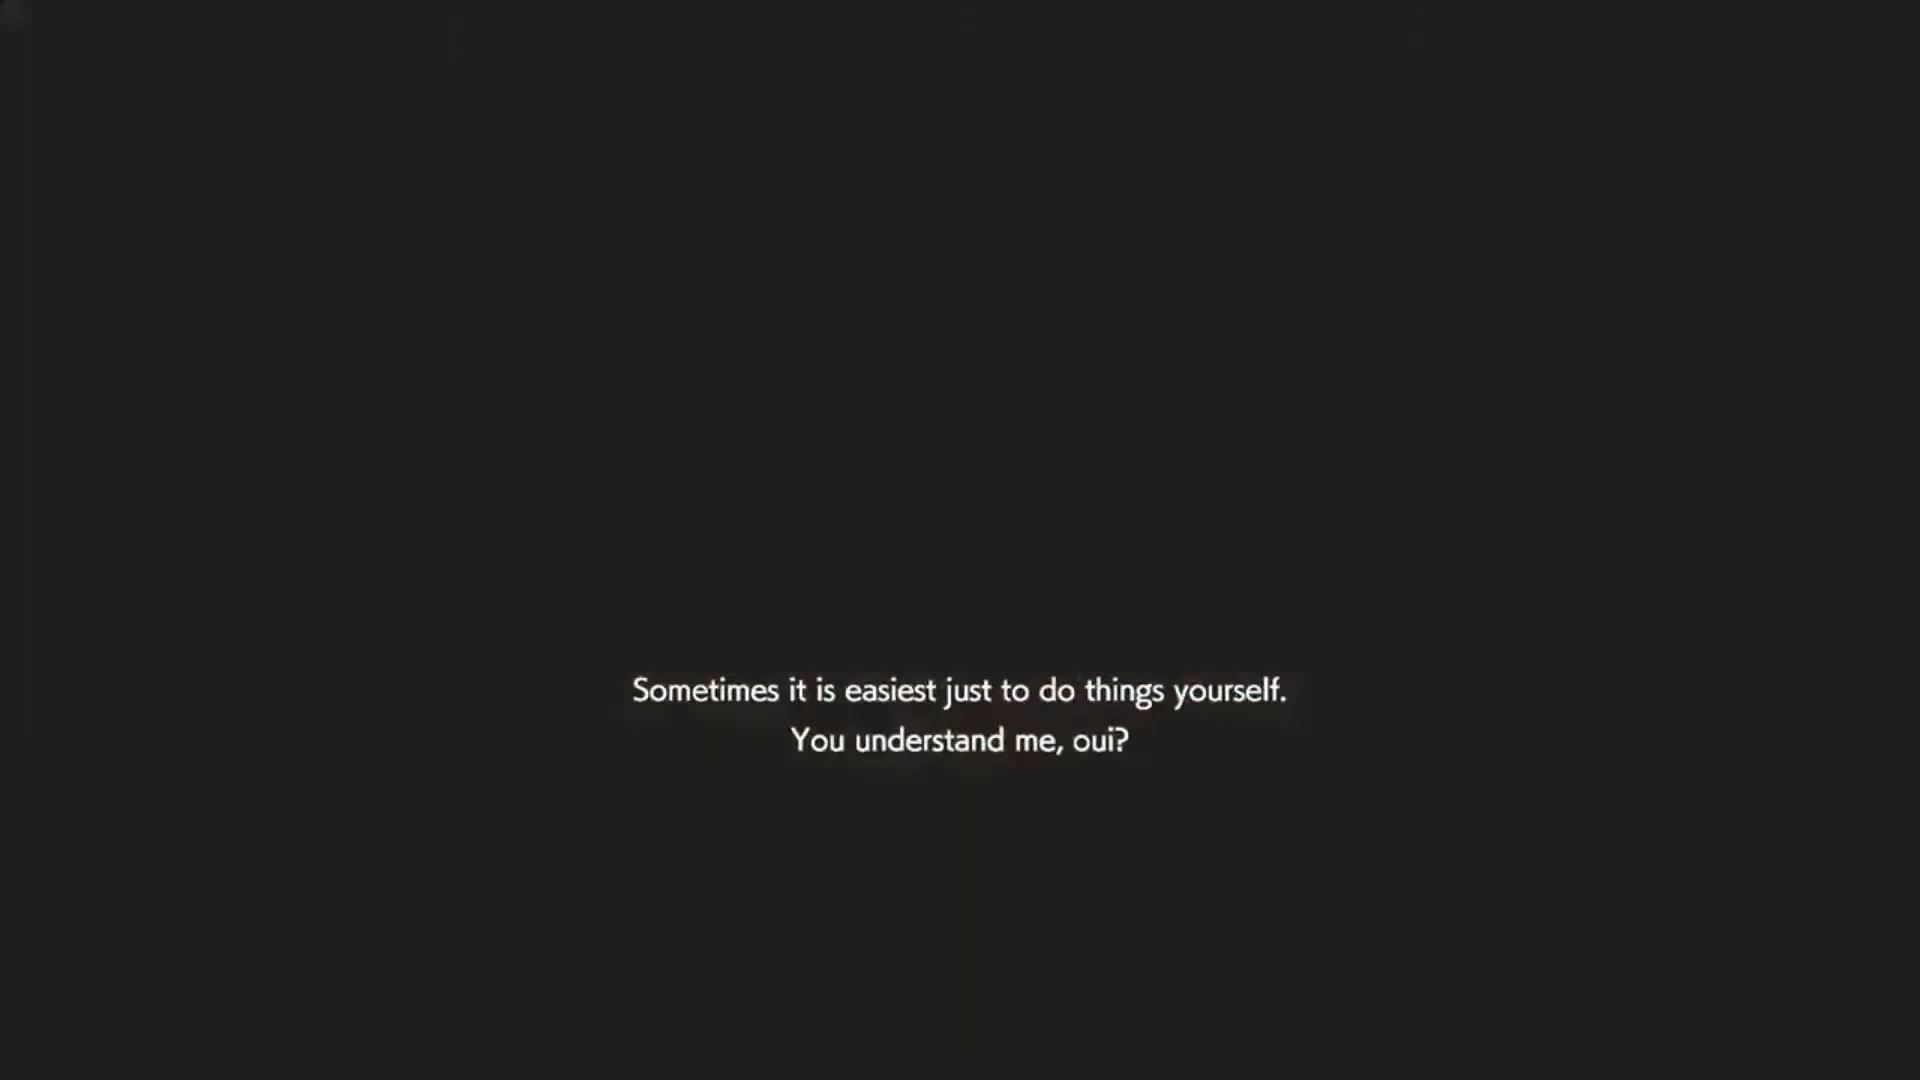 Sometimes it is easiest just to do things yourself.
You understand me, oui?